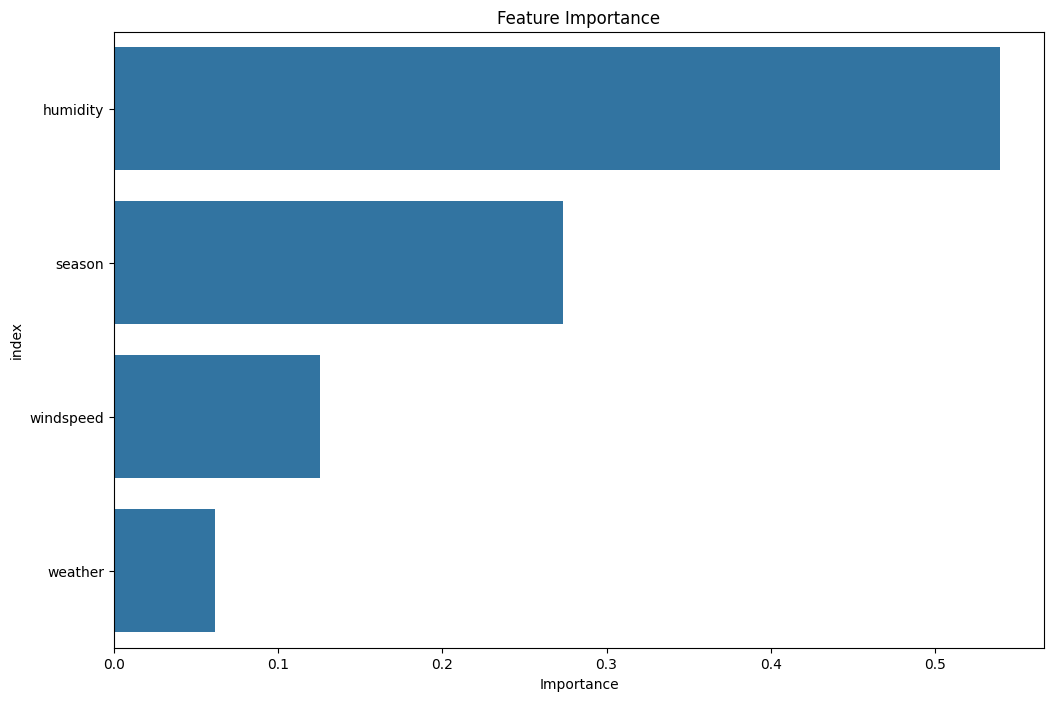 Feature Importance
humidity
season
windspeed
weather
index
0.0 0.1 0.2 0.3 0.4 0.5
Importance